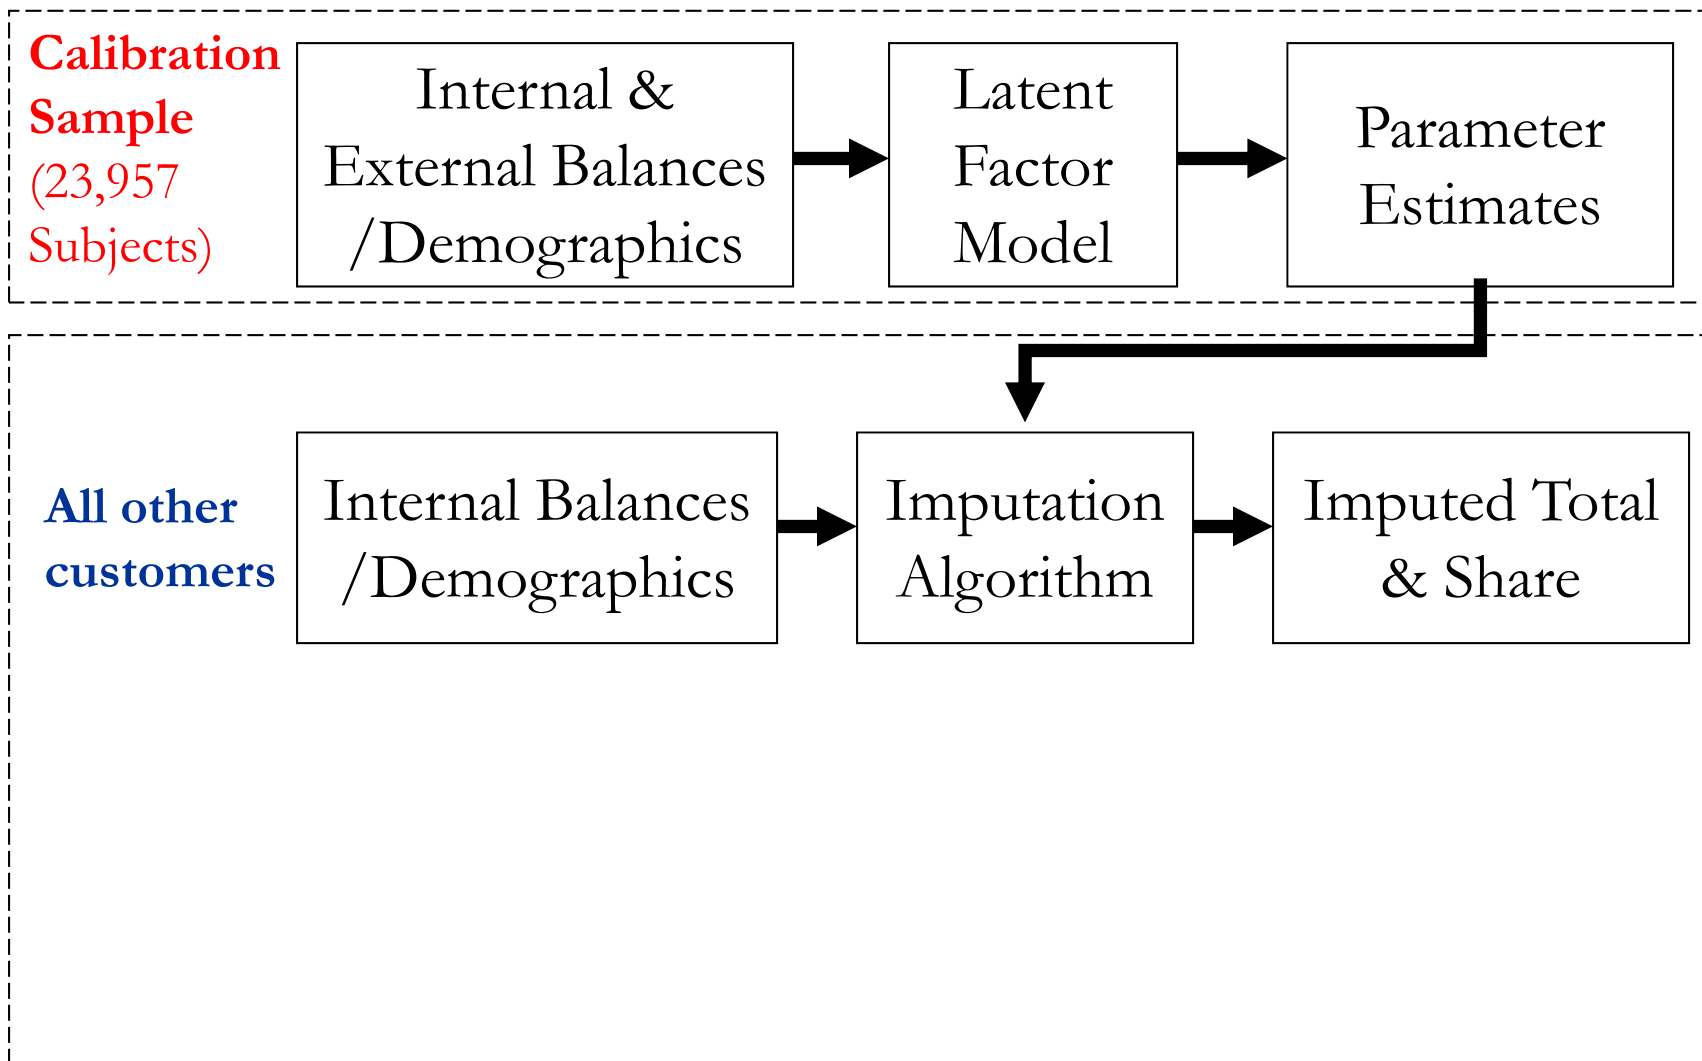 Calibration
Sample
(23,957
Subjects)
Internal &
External Balances
/Demographics
Latent
Factor
Model
Parameter
Estimates
All other
customers
Internal Balances
/Demographics
Imputation
Algorithm
Imputed Total
& Share